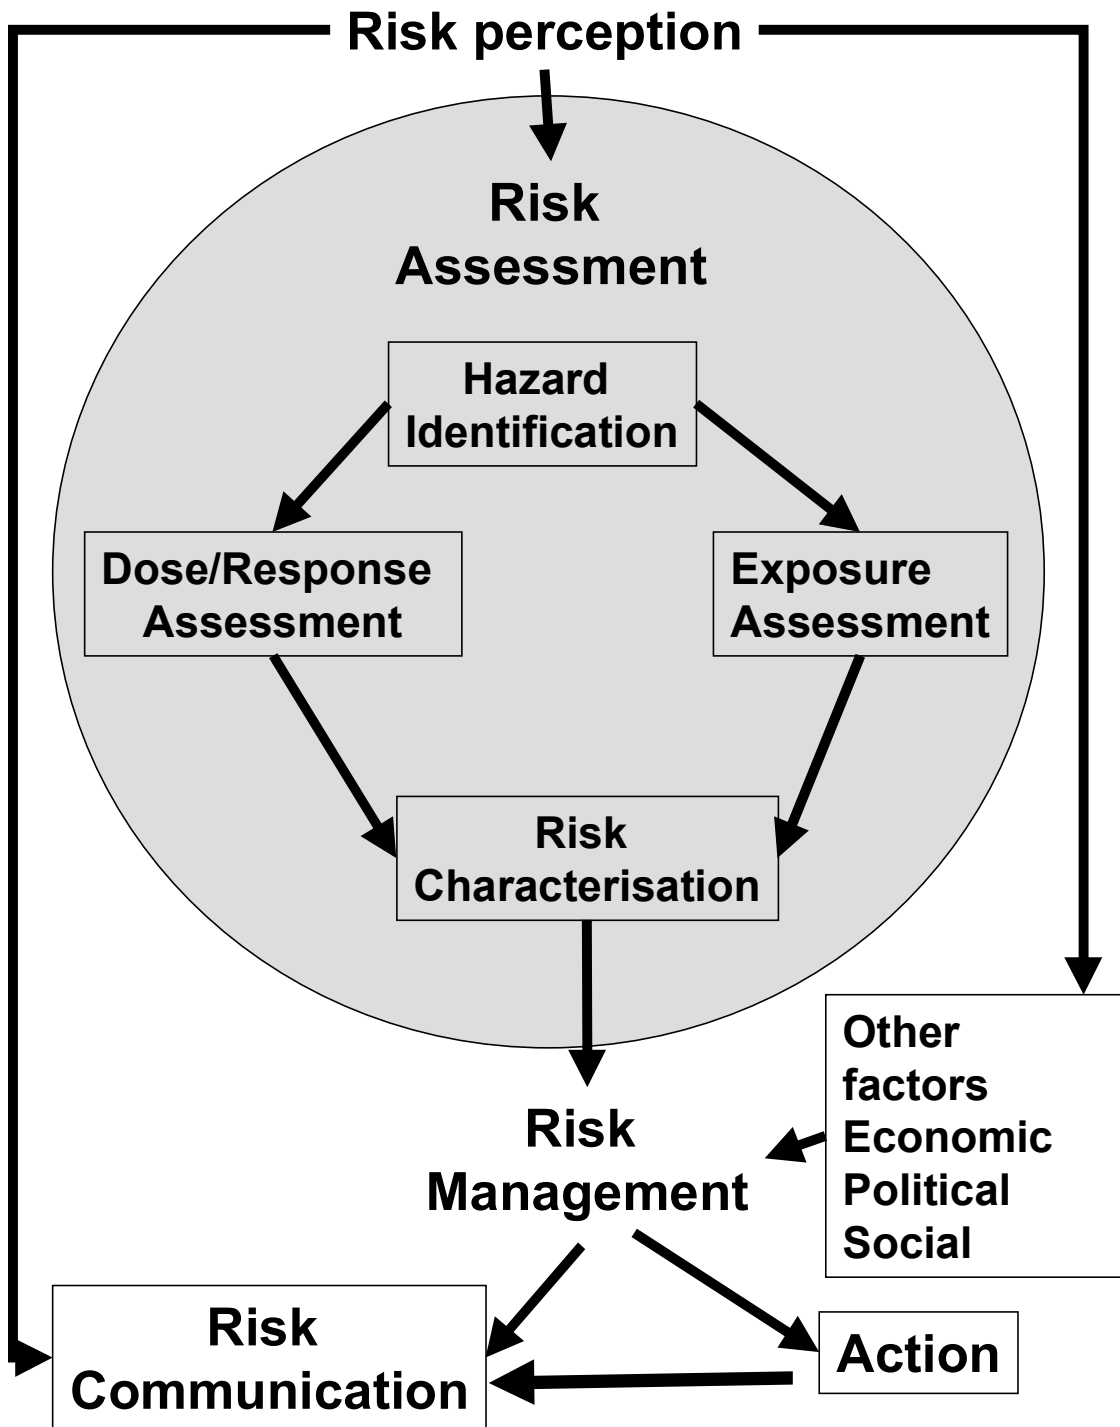 Risk perception
Risk
Assessment
Hazard
Identification
Dose/Response
Assessment
Exposure
Assessment
Risk
Characterisation
Other
factors
Economic
Political
Social
Risk
Management
Risk
Communication
Action